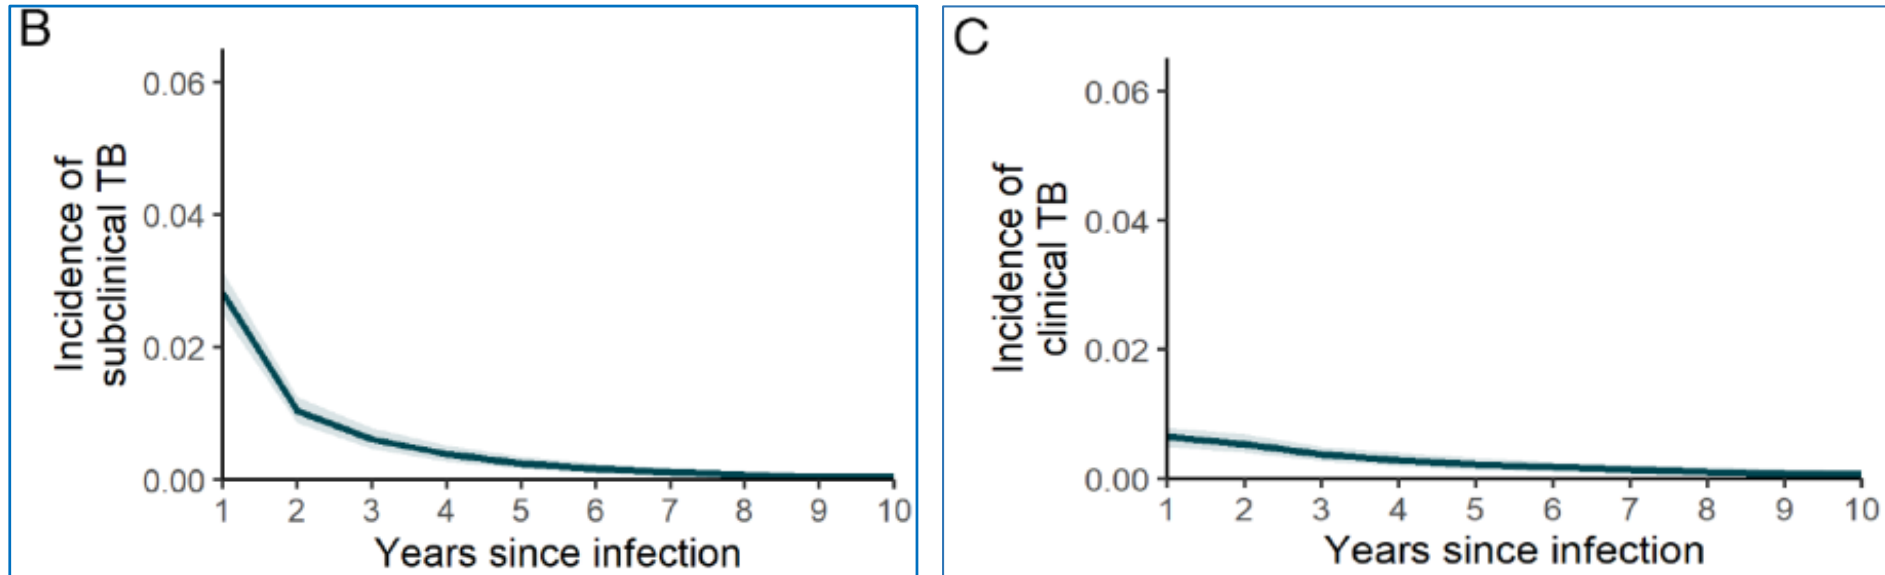 B
0.06
0.04
0.02
0.00
Incidence of
subclinical TB
1 2 3 4 5 6 7 8 9 10
Years since infection
C
0.06
0.04
0.02
0.00
Incidence of
clinical TB
1 2 3 4 5 6 7 8 9 10
Years since infection